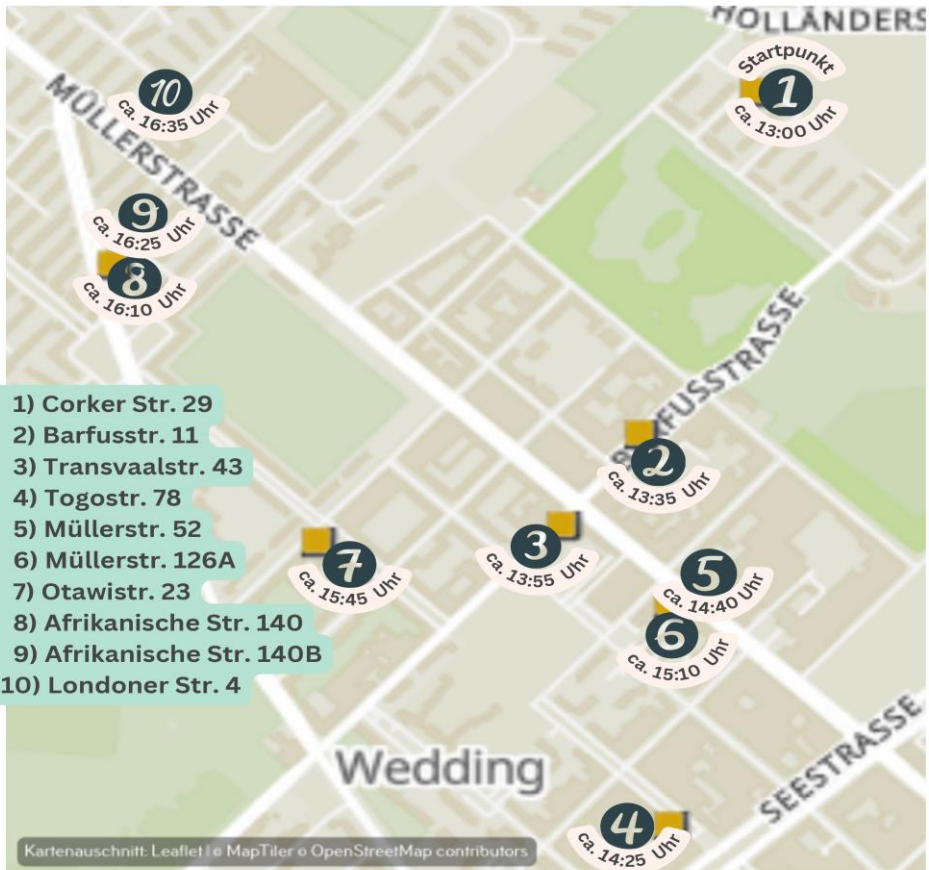 HOLLÄNDERS
Startpunkt
1
ca. 13:00 Uhr
MÜLLERSTRASSE
10
ca. 16:35 Uhr
9
ca. 16:25 Uhr
8
ca. 16:10 Uhr
FUSSTRASSE
2
ca. 13:35 Uhr
1) Corker Str. 29
2) Barfusstr. 11
3) Transvaalstr. 43
4) Togostr. 78
5) Müllerstr. 52
6) Müllerstr. 126A
7) Otawistr. 23
8) Afrikanische Str. 140
9) Afrikanische Str. 140B
10) Londoner Str. 4
7
ca. 15:45 Uhr
3
ca. 13:55 Uhr
5
ca. 14:40 Uhr
6
ca. 15:10 Uhr
Wedding
SEESTRASSE
4
ca. 14:25 Uhr
Kartenauschnitt: Leaflet | © MapTiler © OpenStreetMap contributors